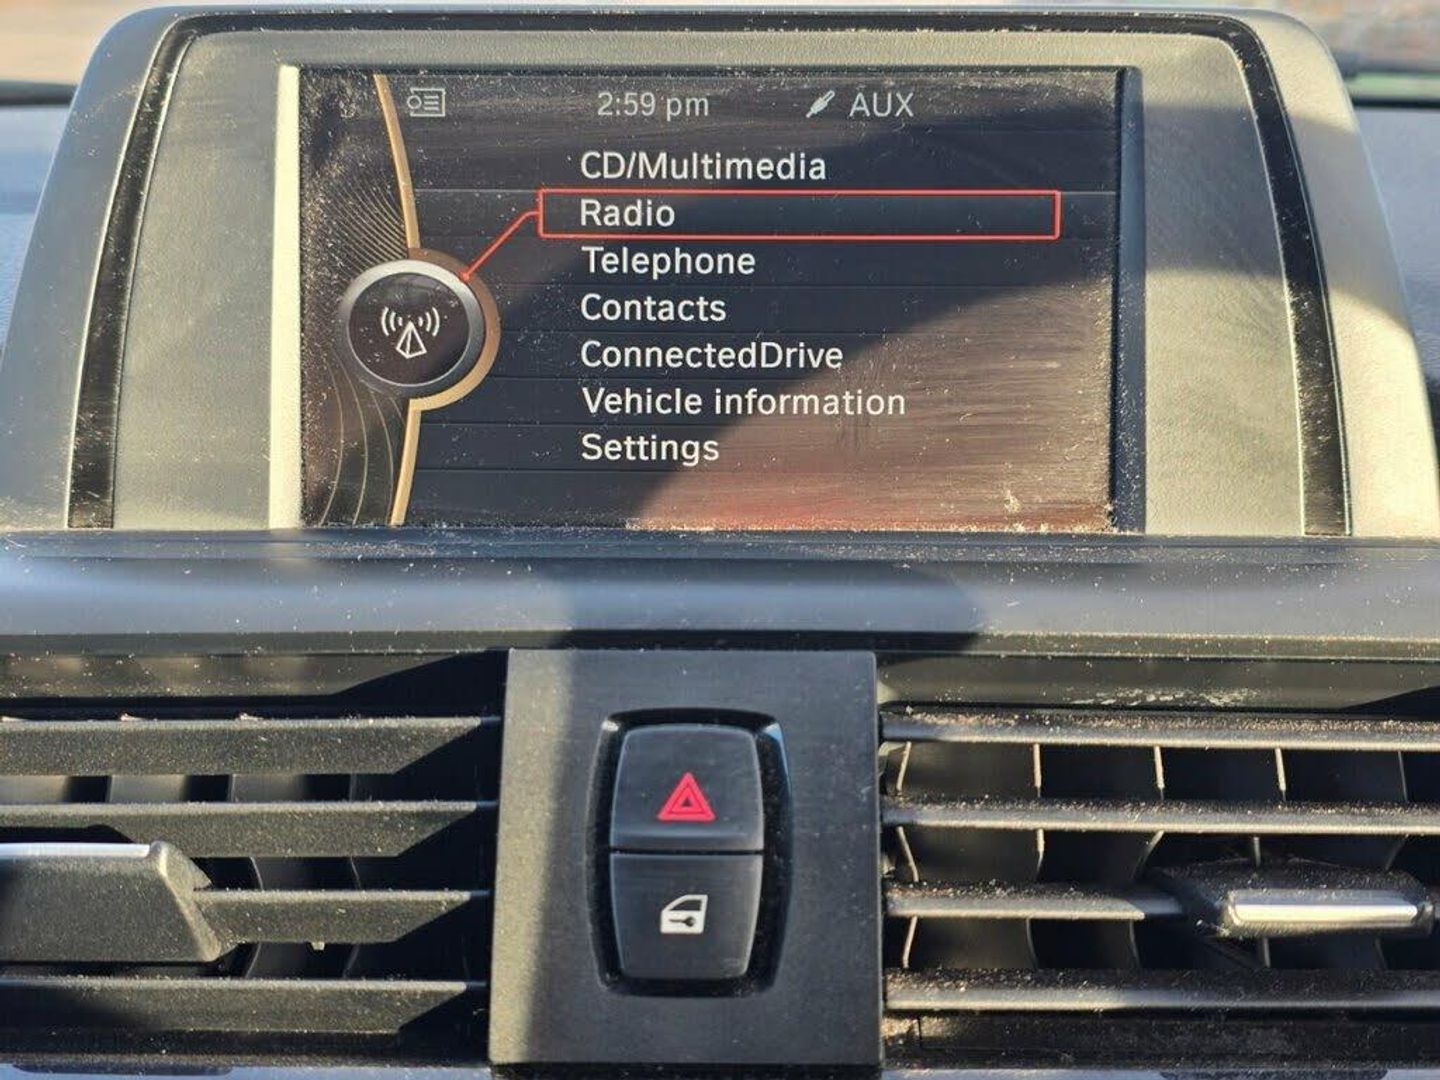 2:59 pm AUX
CD/Multimedia
Radio
Telephone
Contacts
ConnectedDrive
Vehicle information
Settings